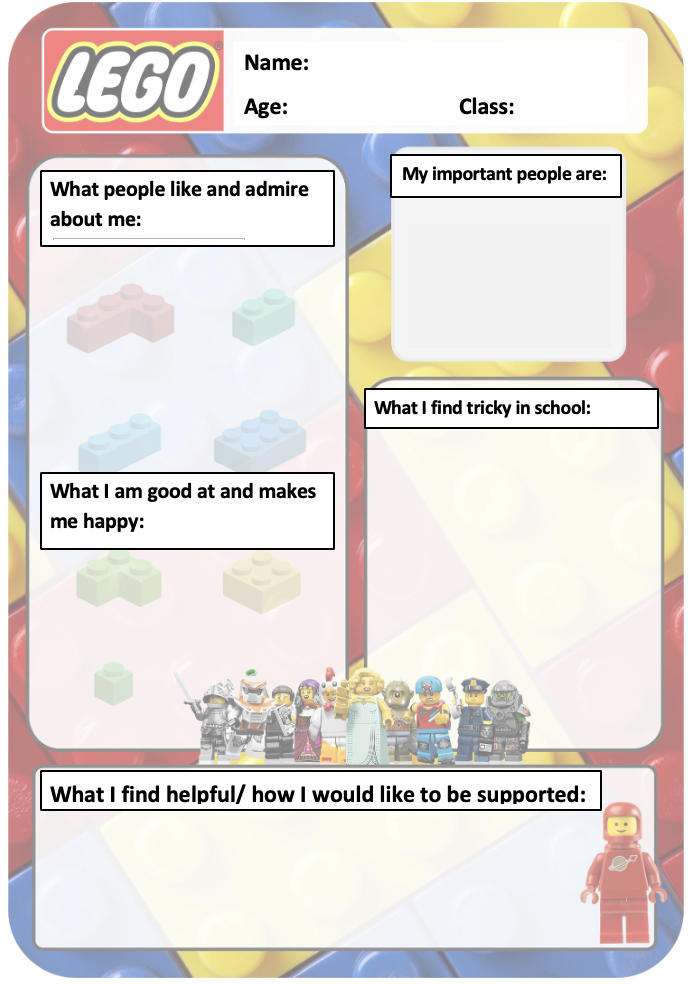 LEGO®
Name:
Age: Class:
What people like and admire
about me:
My important people are:
What I find tricky in school:
What I am good at and makes
me happy:
What I find helpful/ how I would like to be supported: